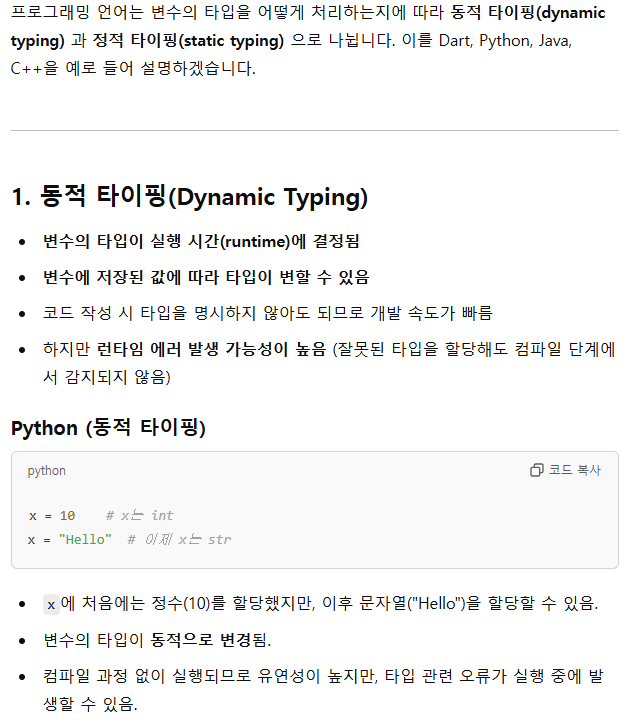 프로그래밍 언어는 변수의 타입을 어떻게 처리하는지에 따라 동적 타이핑(dynamic
typing) 과 정적 타이핑(static typing) 으로 나뉩니다. 이를 Dart, Python, Java,
C++을 예로 들어 설명하겠습니다.
1. 동적 타이핑(Dynamic Typing)
• 변수의 타입이 실행 시간(runtime)에 결정됨
• 변수에 저장된 값에 따라 타입이 변할 수 있음
• 코드 작성 시 타입을 명시하지 않아도 되므로 개발 속도가 빠름
• 하지만 런타임 에러 발생 가능성이 높음 (잘못된 타입을 할당해도 컴파일 단계에
서 감지되지 않음)
Python (동적 타이핑)
python 코드 복사
x = 10    # x는 int
x = "Hello"  # 이제 x는 str
• x에 처음에는 정수(10)를 할당했지만, 이후 문자열("Hello")을 할당할 수 있음.
• 변수의 타입이 동적으로 변경됨.
• 컴파일 과정 없이 실행되므로 유연성이 높지만, 타입 관련 오류가 실행 중에 발
생할 수 있음.